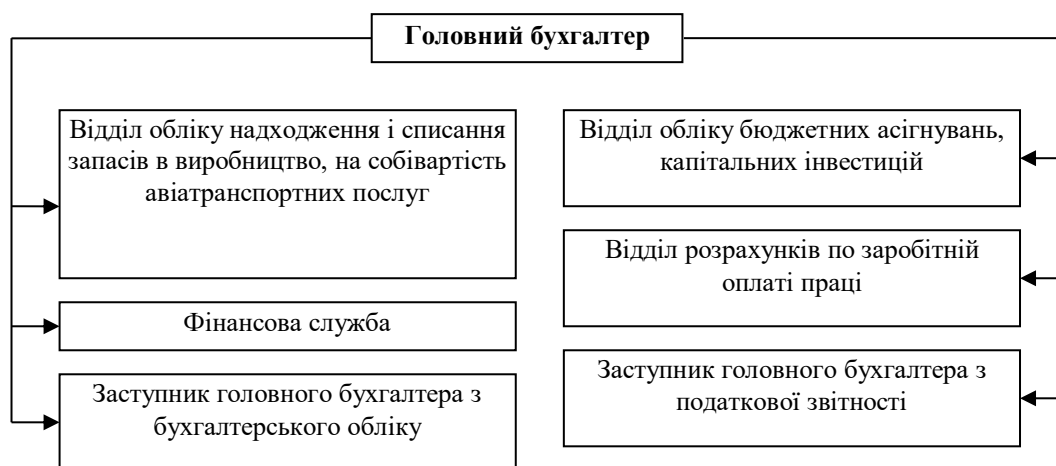 Головний бухгалтер
Відділ обліку надходження і списання
запасів в виробництво, на собівартість
авіатранспортних послуг
Фінансова служба
Заступник головного бухгалтера з
бухгалтерського обліку
Відділ обліку бюджетних асігнувань,
капітальних інвестицій
Відділ розрахунків по заробітній
оплаті праці
Заступник головного бухгалтера з
податкової звітності